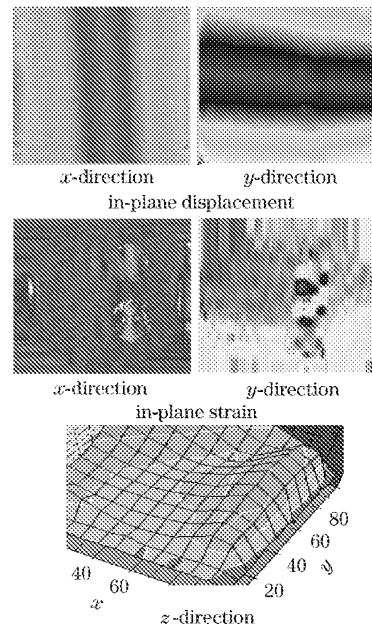 x-direction y-direction
in-plane displacement
x-direction y-direction
in-plane strain
80
60
40 40
60 20
x y
z-direction